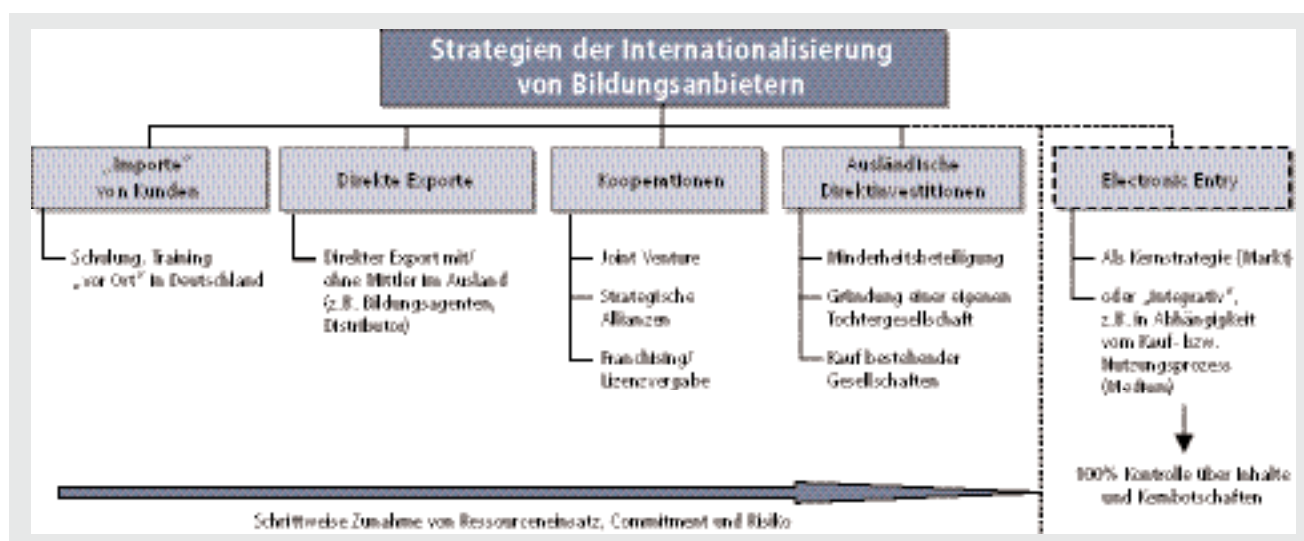 Strategien der Internationalisierung
von Bildungsanbietern
„Importe“
von Kunden
Direkte Exporte
Kooperationen
Ausländische
Direktinvestitionen
Electronic Entry
Schulung, Training
„vor Ort“ in Deutschland
Direkter Export mit/
ohne Mittler im Ausland
(z.B. Bildungsagenten,
Distributor)
Joint Venture
Strategische
Allianzen
Franchising/
Lizenzvergabe
Minderheitsbeteiligung
Gründung einer eigenen
Tochtergesellschaft
Kauf bestehender
Gesellschaften
Als Kernstrategie (Markt)
oder „integrativ“,
z.B. in Abhängigkeit
vom Kauf- bzw.
Nutzungsprozess
(Medium)
100% Kontrolle über Inhalte
und Kernbotschaften
Schrittweise Zunahme von Ressourceneinsatz, Commitment und Risiko